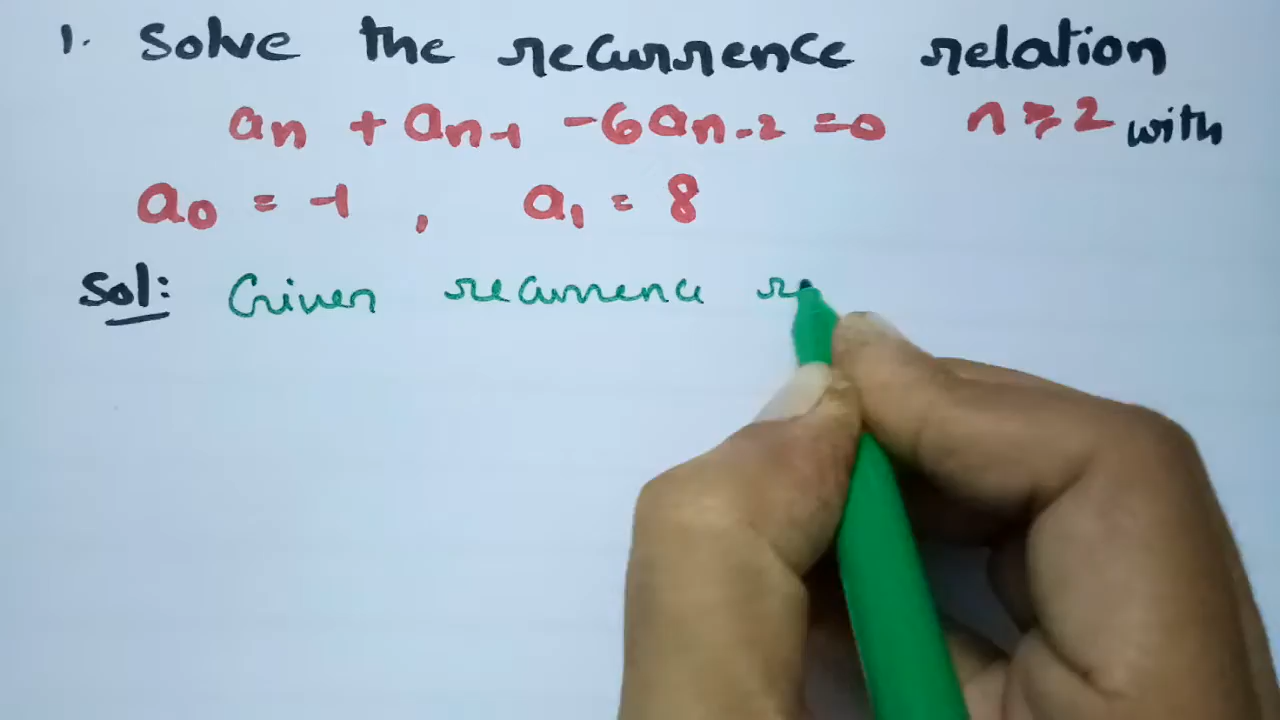 1. Solve the recurrence relation
an + an-1 -6an-2 =0 n ≥ 2 with
a0 = -1 , a1 = 8
Sol: Given recurrence re